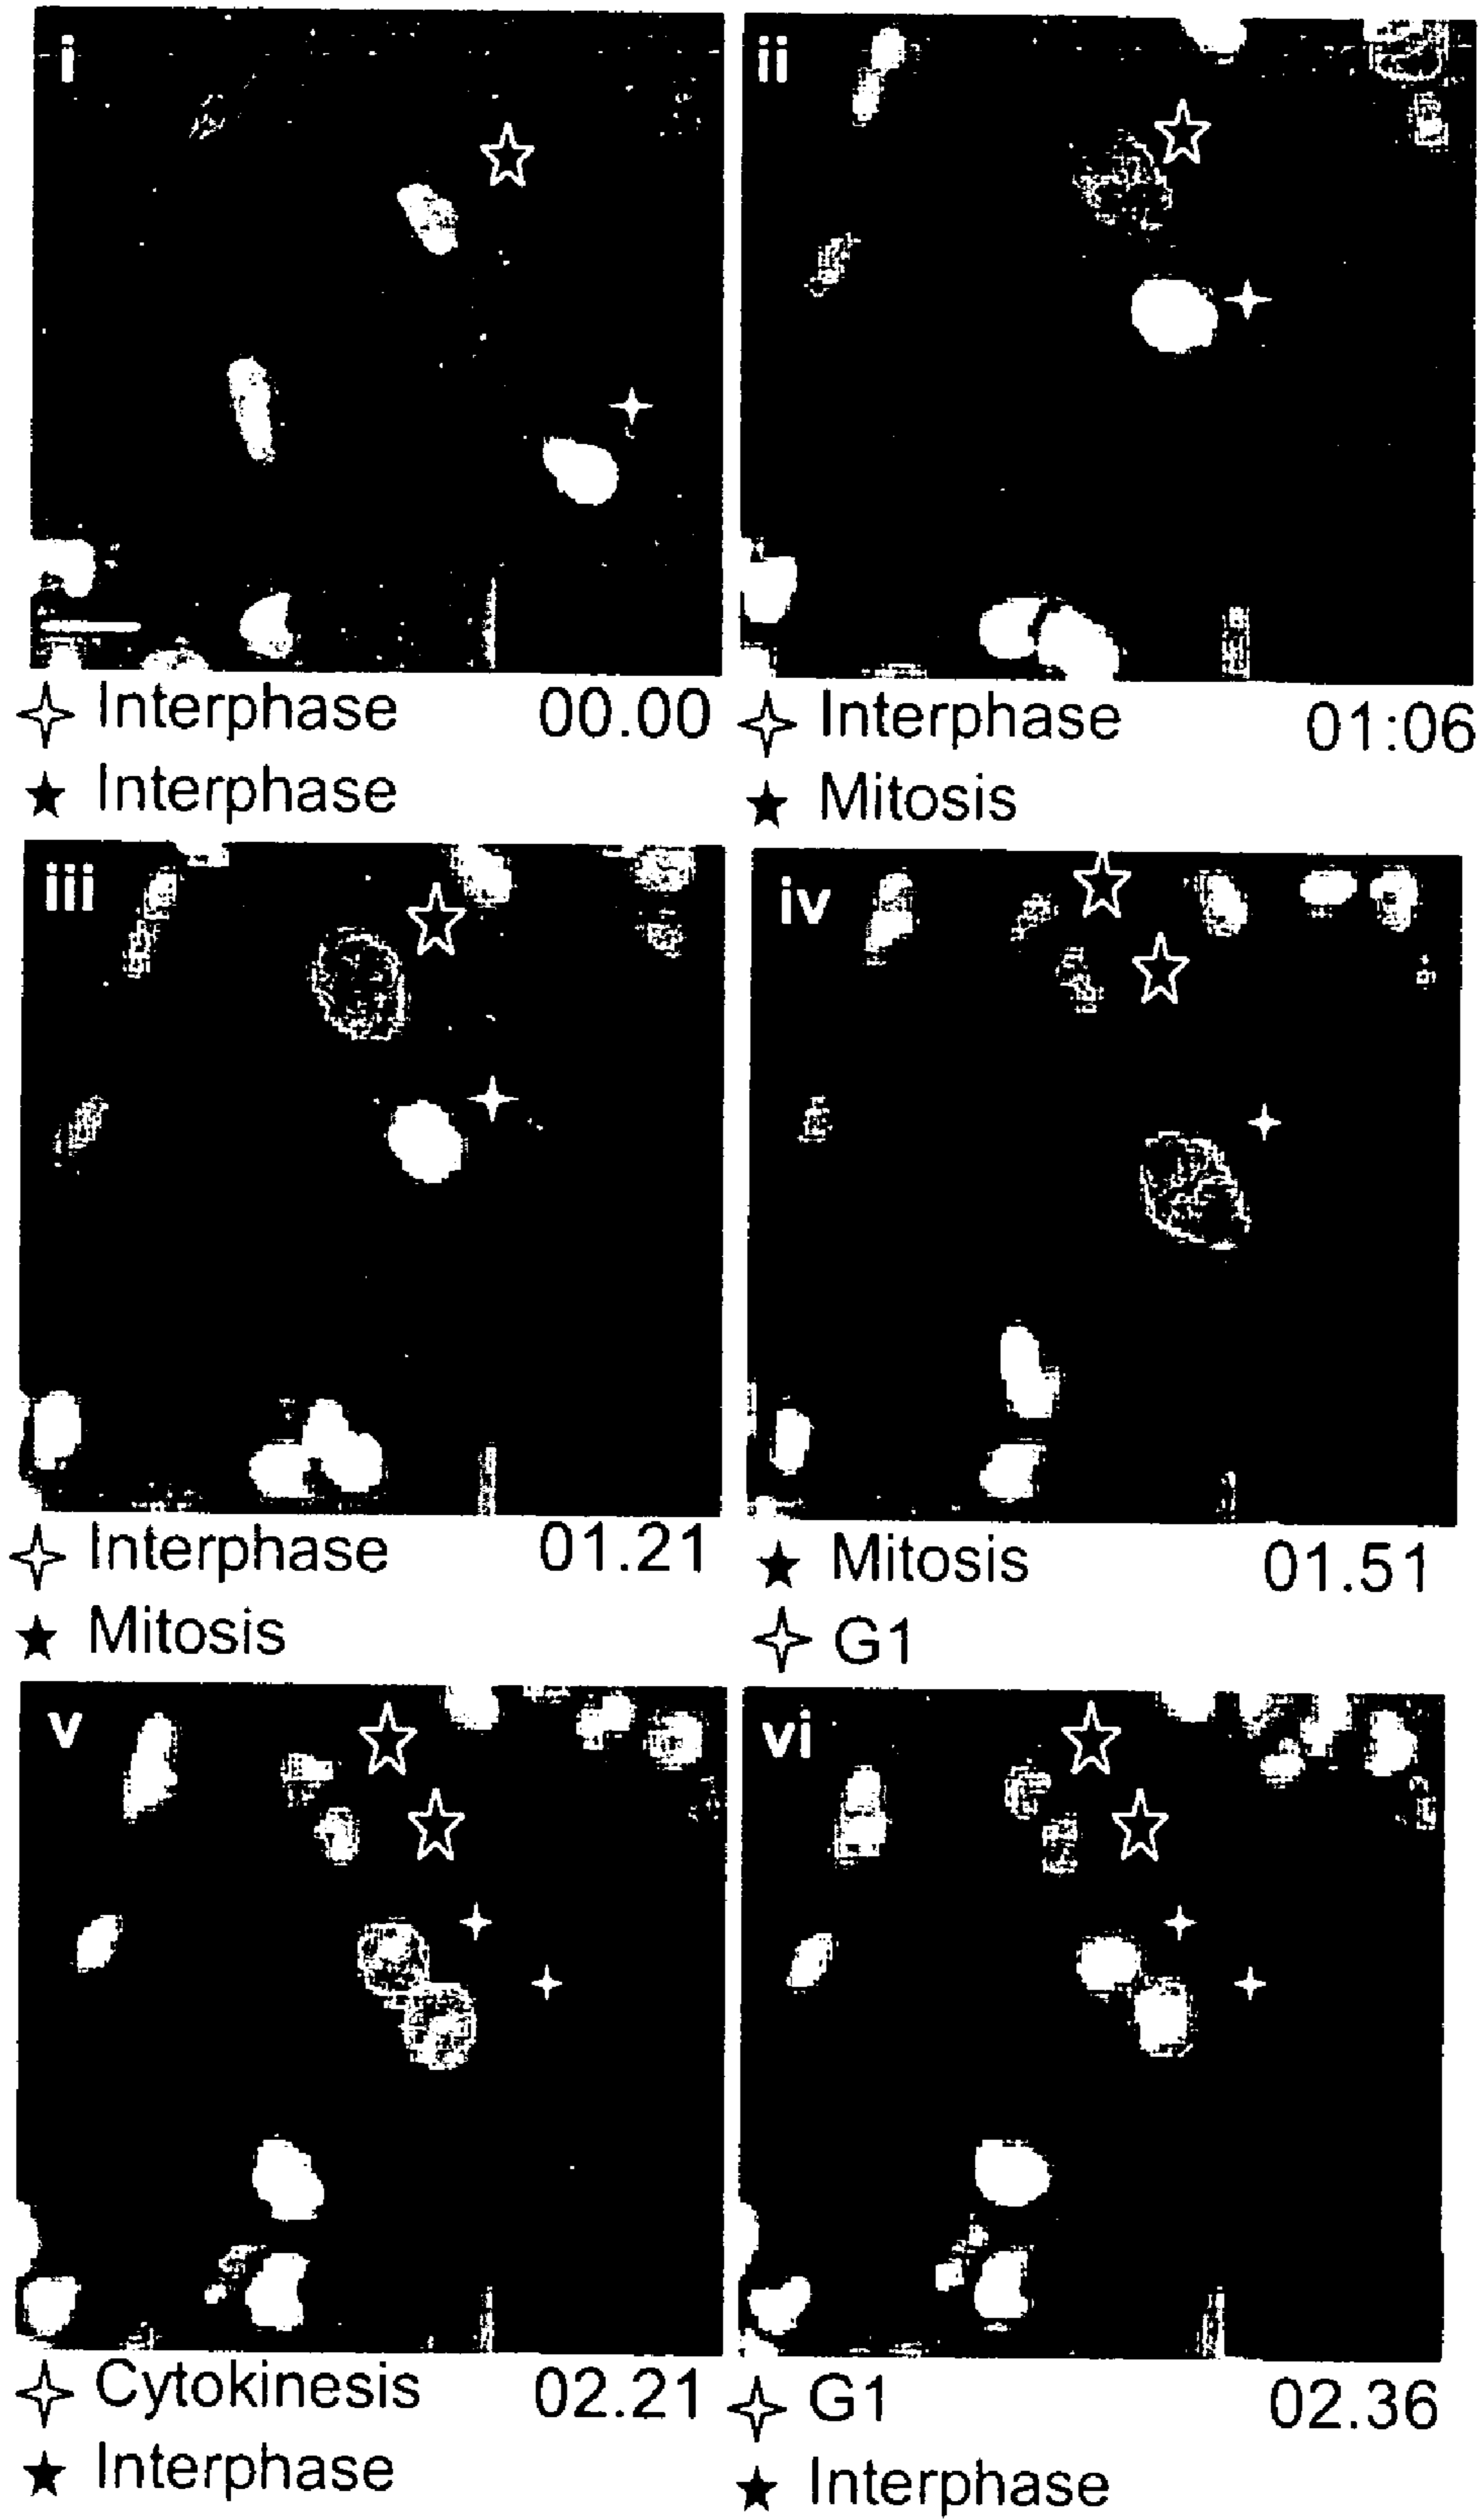 i
ii
Interphase 00.00
Interphase 01:06
Interphase
Mitosis
iii
iv
Interphase 01.21
Mitosis 01.51
Mitosis
G1
v
vi
Cytokinesis 02.21
G1 02.36
Interphase
Interphase